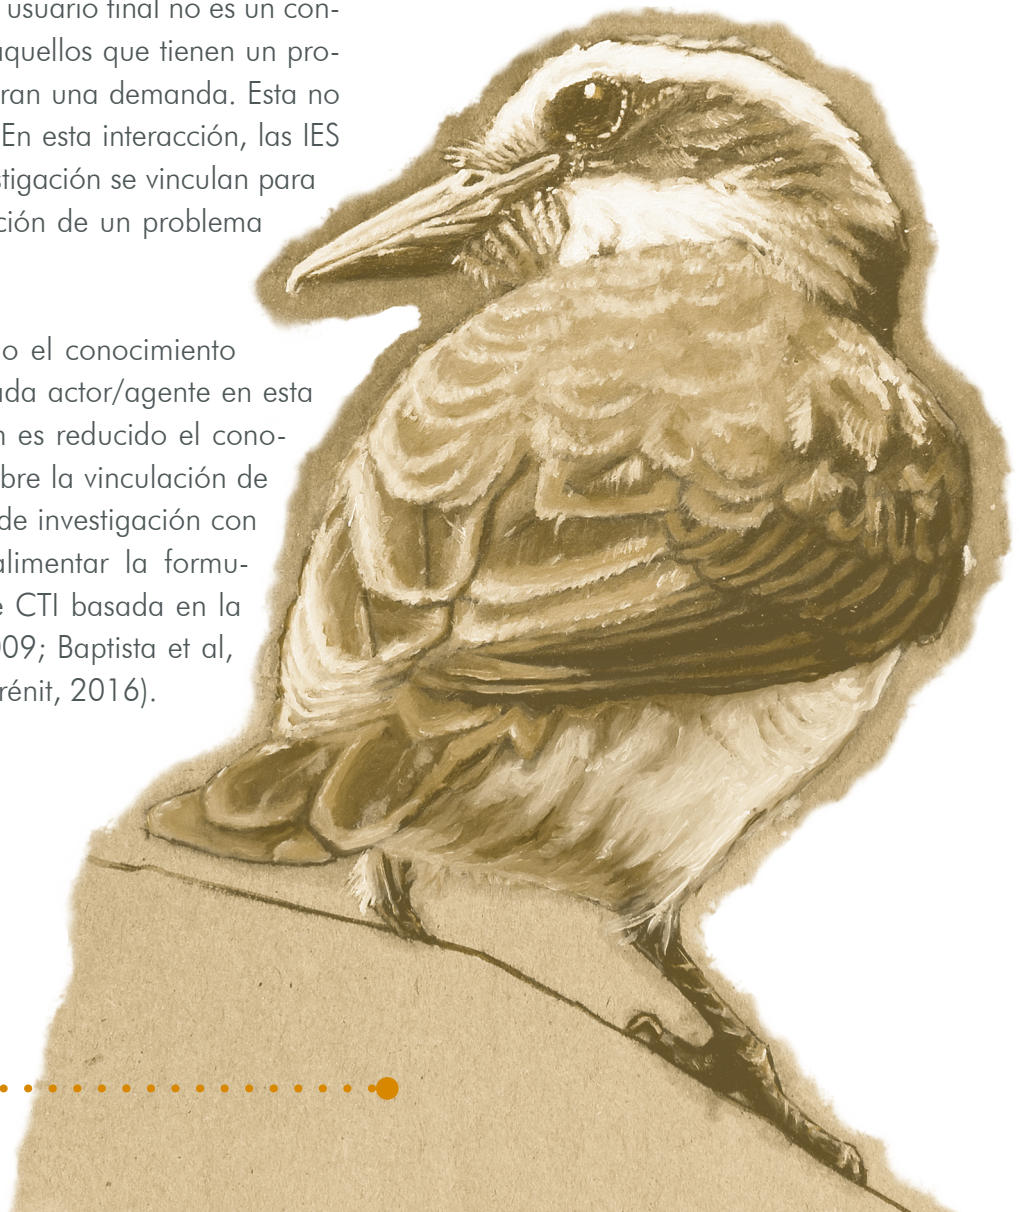 usuario final no es un con-
aquellos que tienen un pro-
ran una demanda. Esta no
En esta interacción, las IES
stigación se vinculan para
ción de un problema
o el conocimiento
ada actor/agente en esta
n es reducido el cono-
bre la vinculación de
de investigación con
alimentar la formu-
e CTI basada en la
009; Baptista et al,
rénit, 2016).